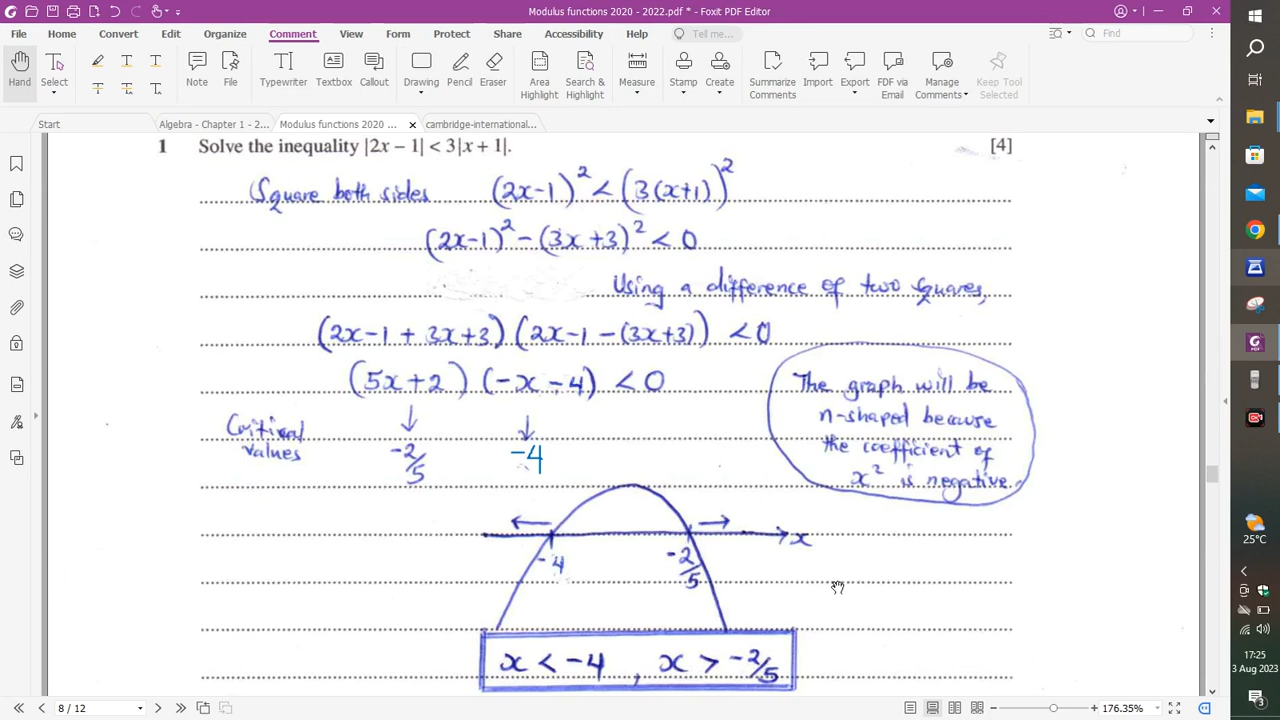 Modulus functions 2020 - 2022.pdf * - Foxit PDF Editor
File Home Convert Edit Organize Comment View Form Protect Share Accessibility Help Tell me... Find
Hand Select Note File Typewriter Textbox Callout Drawing Pencil Eraser Area Highlight Search & Highlight Measure Stamp Create Summarize Comments Import Export FDF via Email Manage Comments Keep Tool Selected
Start Algebra - Chapter 1 - 2... Modulus functions 2020 ... cambridge-international...
1 Solve the inequality |2x − 1| < 3|x + 1|. [4]
Square both sides (2x-1)² < (3(x+1))²
(2x-1)² - (3x+3)² < 0
Using a difference of two squares,
(2x-1 + 3x+3) (2x-1 - (3x+3)) < 0
(5x+2) (-x-4) < 0
Critical values
↓ ↓
-2/5 -4
The graph will be
n-shaped because
the coefficient of
x² is negative.
← →
x
-4 -2/5
x < -4 , x > -2/5
8 / 12 176.35%
25°C
17:25
3 Aug 2023
3